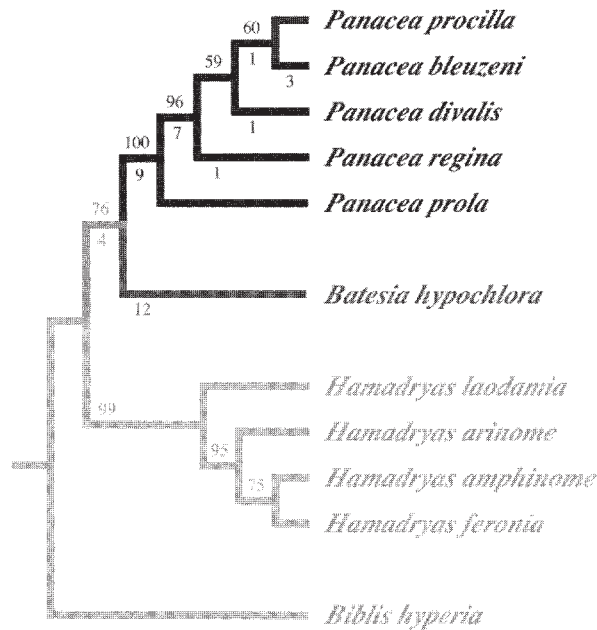 60
Panacea procilla
59
1
Panacea bleuzeni
3
96
Panacea divalis
1
100
7
Panacea regina
9
1
76
Panacea prola
4
Batesia hypochlora
12
Hamadryas laodamia
99
Hamadryas arinome
95
Hamadryas amphinome
75
Hamadryas feronia
Biblis hyperia